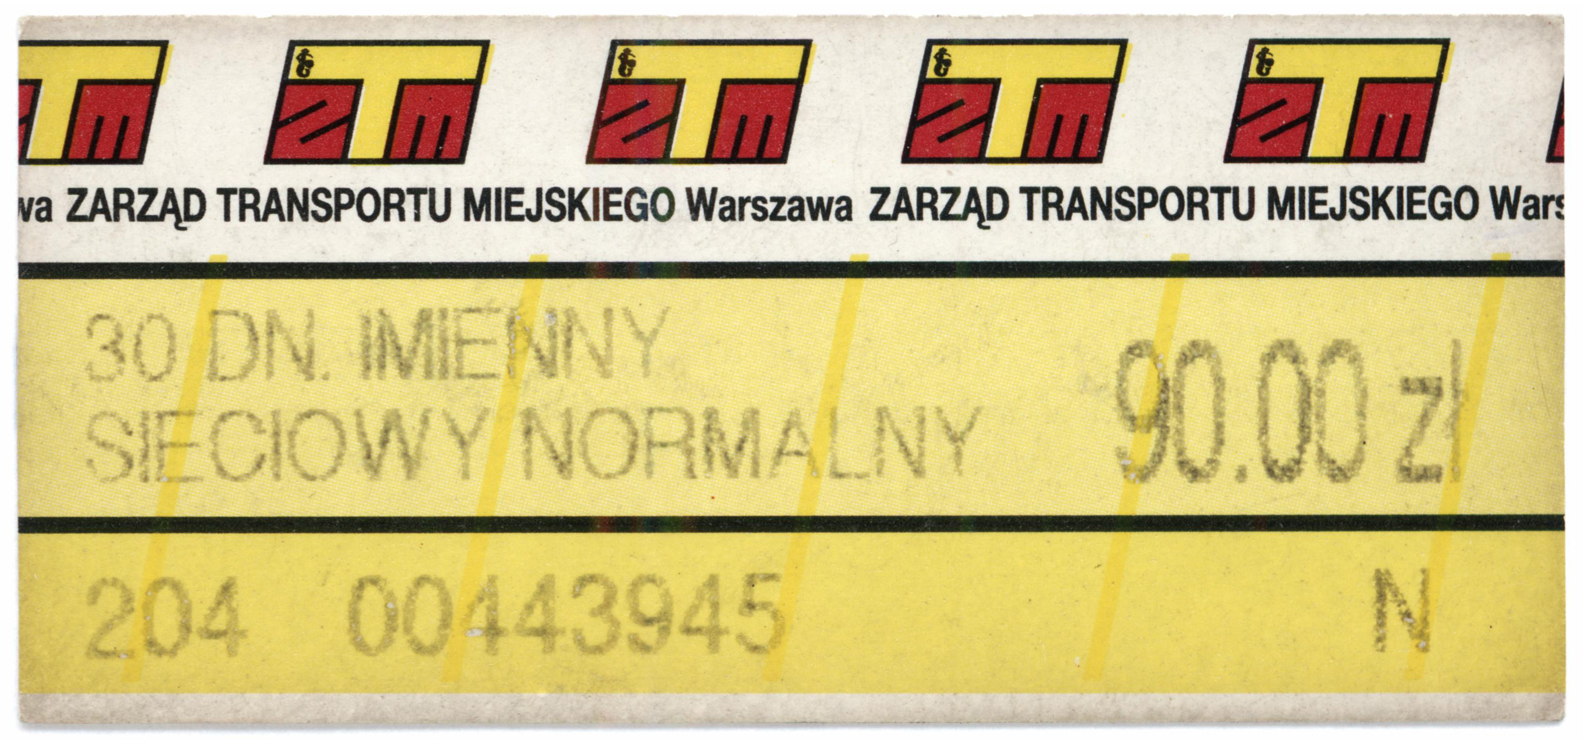 ZTM ZTM ZTM ZTM ZTM
wa ZARZĄD TRANSPORTU MIEJSKIEGO Warszawa ZARZĄD TRANSPORTU MIEJSKIEGO Wars
30 DN. IMIENNY
SIECIOWY NORMALNY 90.00 zł
204 00443945 N